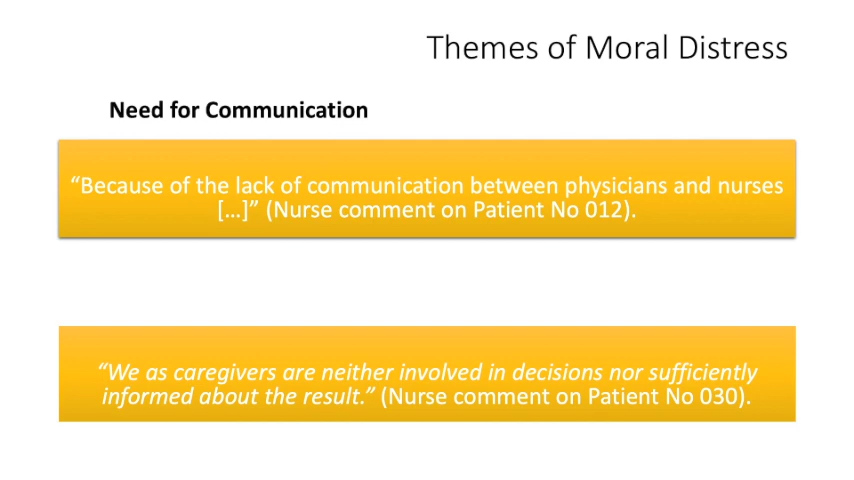 Themes of Moral Distress
Need for Communication
“Because of the lack of communication between physicians and nurses
[…]” (Nurse comment on Patient No 012).
“We as caregivers are neither involved in decisions nor sufficiently
informed about the result.” (Nurse comment on Patient No 030).